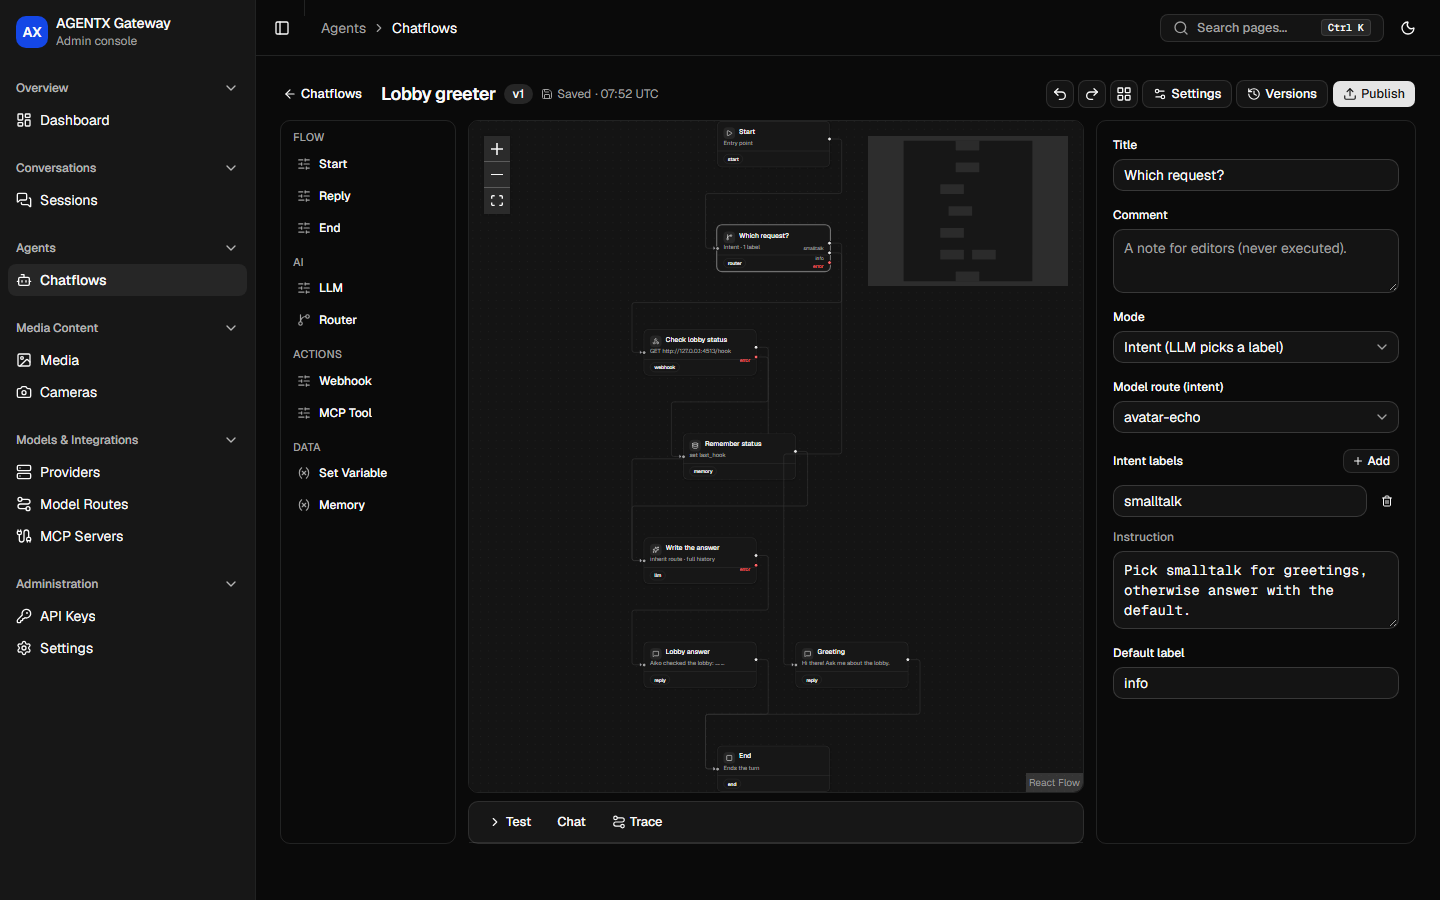 AX
AGENTX Gateway
Admin console
Overview
Dashboard
Conversations
Sessions
Agents
Chatflows
Media Content
Media
Cameras
Models & Integrations
Providers
Model Routes
MCP Servers
Administration
API Keys
Settings
Agents
Chatflows
Search pages...
Ctrl K
Chatflows
Lobby greeter
v1
Saved · 07:52 UTC
Settings
Versions
Publish
FLOW
Start
Reply
End
AI
LLM
Router
ACTIONS
Webhook
MCP Tool
DATA
Set Variable
Memory
Start
Entry point
start
Which request?
Intent · 1 label
smalltalk
info
router
error
Check lobby status
GET http://127.0.0.1:4513/hook
error
webhook
Remember status
set last_hook
memory
Write the answer
inherit route · full history
error
llm
Lobby answer
Aiko checked the lobby:
reply
Greeting
Hi there! Ask me about the lobby.
reply
End
Ends the turn
end
React Flow
Test
Chat
Trace
Title
Which request?
Comment
A note for editors (never executed).
Mode
Intent (LLM picks a label)
Model route (intent)
avatar-echo
Intent labels
Add
smalltalk
Instruction
Pick smalltalk for greetings,
otherwise answer with the
default.
Default label
info